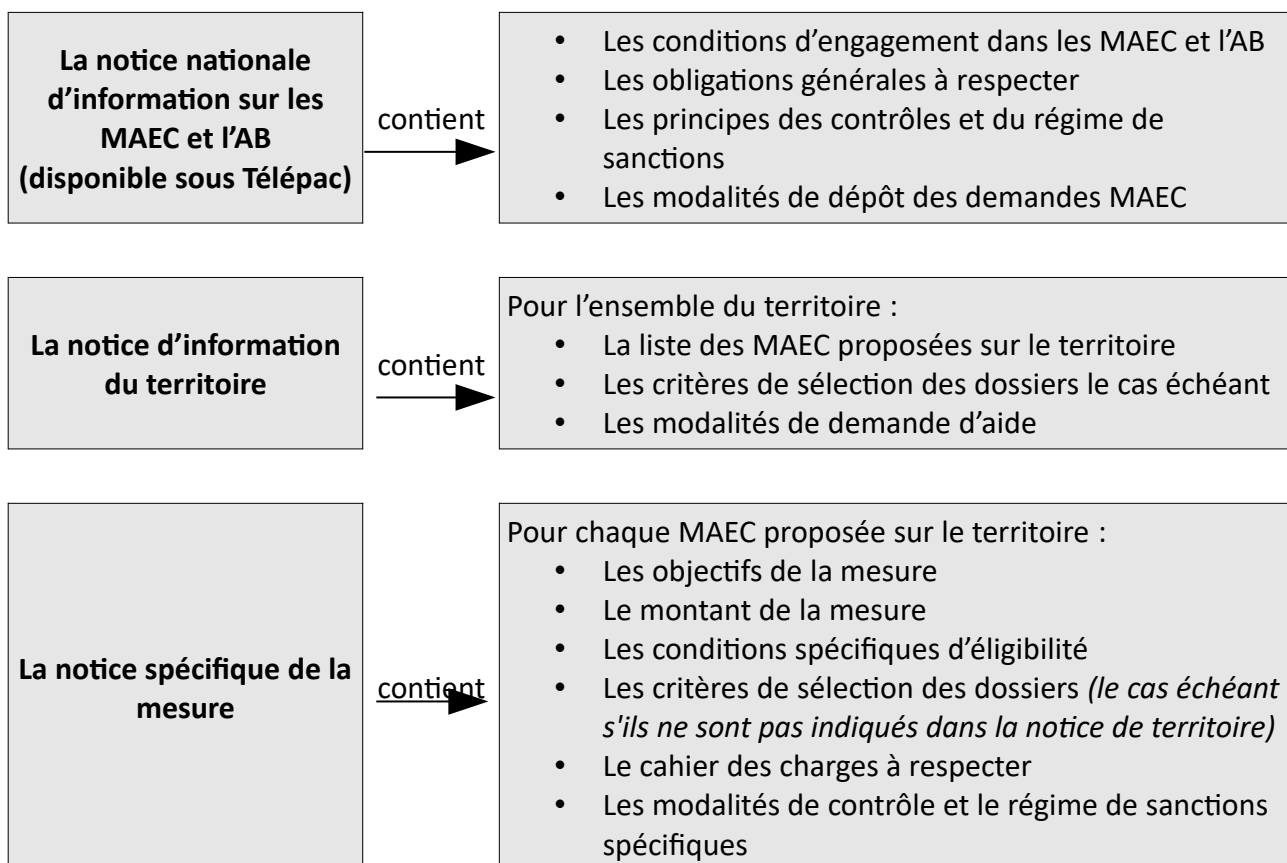 La notice nationale
d'information sur les
MAEC et l'AB
(disponible sous Télépac)
contient
• Les conditions d'engagement dans les MAEC et l'AB
• Les obligations générales à respecter
• Les principes des contrôles et du régime de
sanctions
• Les modalités de dépôt des demandes MAEC
La notice d'information
du territoire
contient
Pour l'ensemble du territoire :
• La liste des MAEC proposées sur le territoire
• Les critères de sélection des dossiers le cas échéant
• Les modalités de demande d'aide
La notice spécifique de la
mesure
contient
Pour chaque MAEC proposée sur le territoire :
• Les objectifs de la mesure
• Le montant de la mesure
• Les conditions spécifiques d'éligibilité
• Les critères de sélection des dossiers (le cas échéant
s'ils ne sont pas indiqués dans la notice de territoire)
• Le cahier des charges à respecter
• Les modalités de contrôle et le régime de sanctions
spécifiques